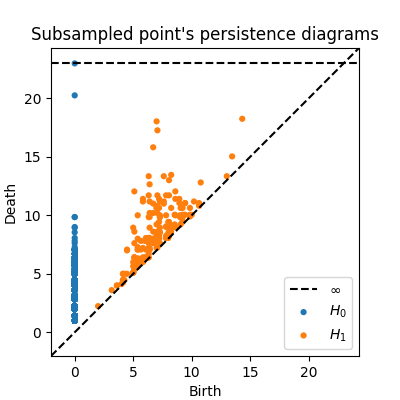 Subsampled point's persistence diagrams
20
15
10
5
0
Death
∞
H₀
H₁
0 5 10 15 20
Birth